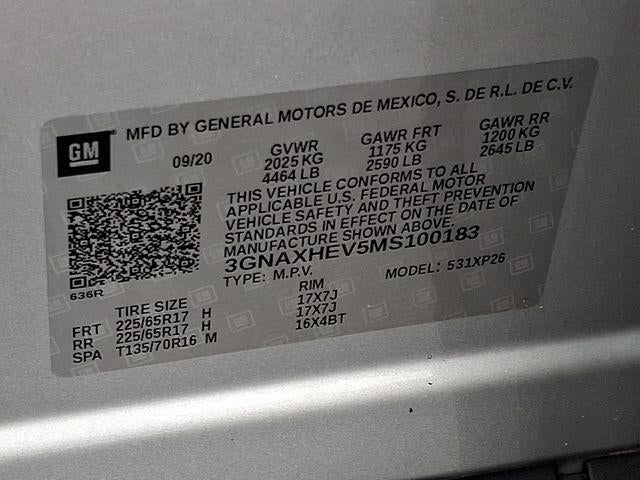 GM
MFD BY GENERAL MOTORS DE MEXICO, S. DE R.L. DE C.V.
09/20 GVWR GAWR FRT GAWR RR
2025 KG 1175 KG 1200 KG
4464 LB 2590 LB 2645 LB
THIS VEHICLE CONFORMS TO ALL
APPLICABLE U.S. FEDERAL MOTOR
VEHICLE SAFETY AND THEFT PREVENTION
STANDARDS IN EFFECT ON THE DATE OF
MANUFACTURE SHOWN ABOVE.
3GNAXHEV5MS100183
TYPE: M.P.V. MODEL: 531XP26
636R
TIRE SIZE RIM
FRT 225/65R17 H 17X7J
RR 225/65R17 H 17X7J
SPA T135/70R16 M 16X4BT